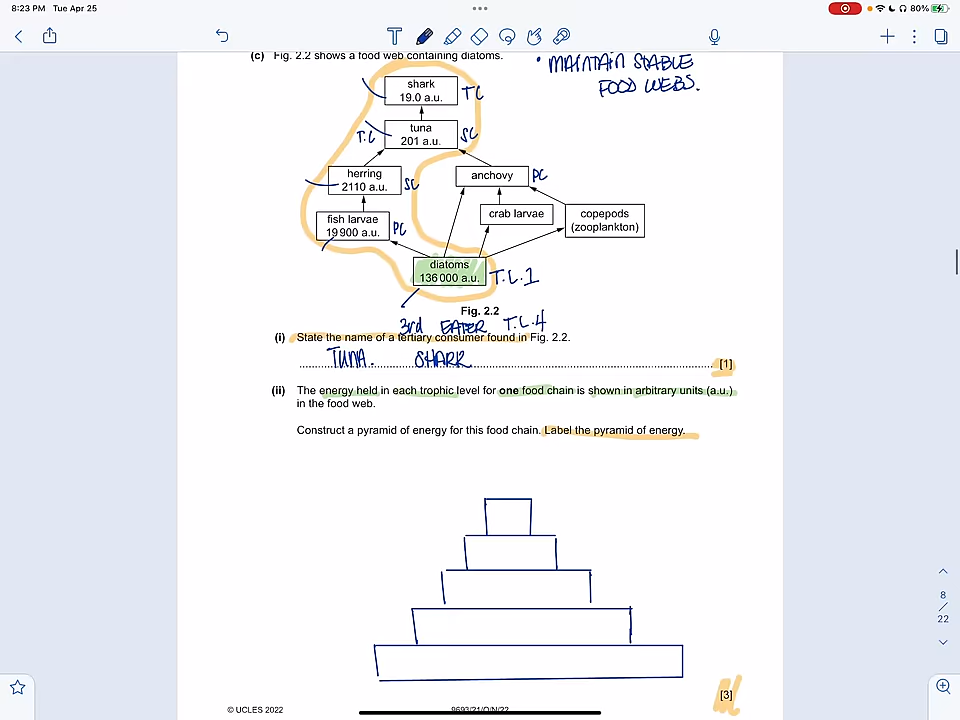 8:23 PM Tue Apr 25
80%
(c) Fig. 2.2 shows a food web containing diatoms.
• MAINTAIN STABLE
FOOD WEBS.
shark
19.0 a.u.
TC
tuna
201 a.u.
T.C
SC
herring
2110 a.u.
SC
anchovy
PC
fish larvae
19 900 a.u.
PC
crab larvae
copepods
(zooplankton)
diatoms
136 000 a.u.
T.L.1
Fig. 2.2
3rd EATER T.L.4
(i) State the name of a tertiary consumer found in Fig. 2.2.
TUNA. SHARK
[1]
(ii) The energy held in each trophic level for one food chain is shown in arbitrary units (a.u.)
in the food web.
Construct a pyramid of energy for this food chain. Label the pyramid of energy.
[3]
© UCLES 2022
9693/21/O/N/22
8
/
22